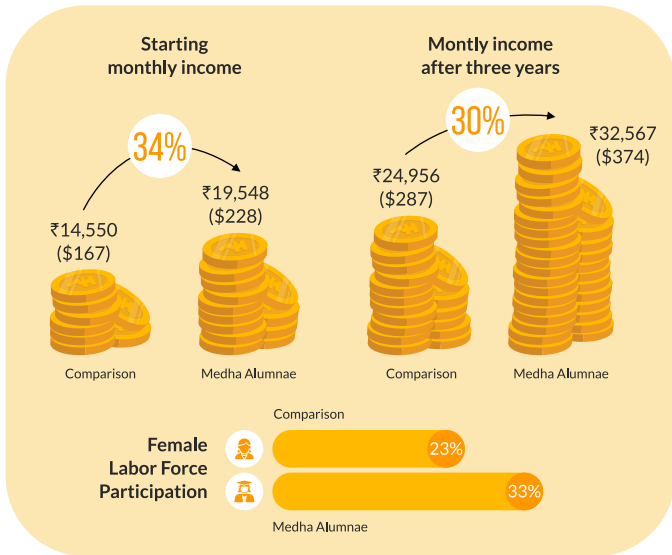 Starting
monthly income
34%
₹14,550
($167)
₹19,548
($228)
Comparison
Medha Alumnae
Montly income
after three years
30%
₹24,956
($287)
₹32,567
($374)
Comparison
Medha Alumnae
Female
Labor Force
Participation
Comparison
23%
33%
Medha Alumnae